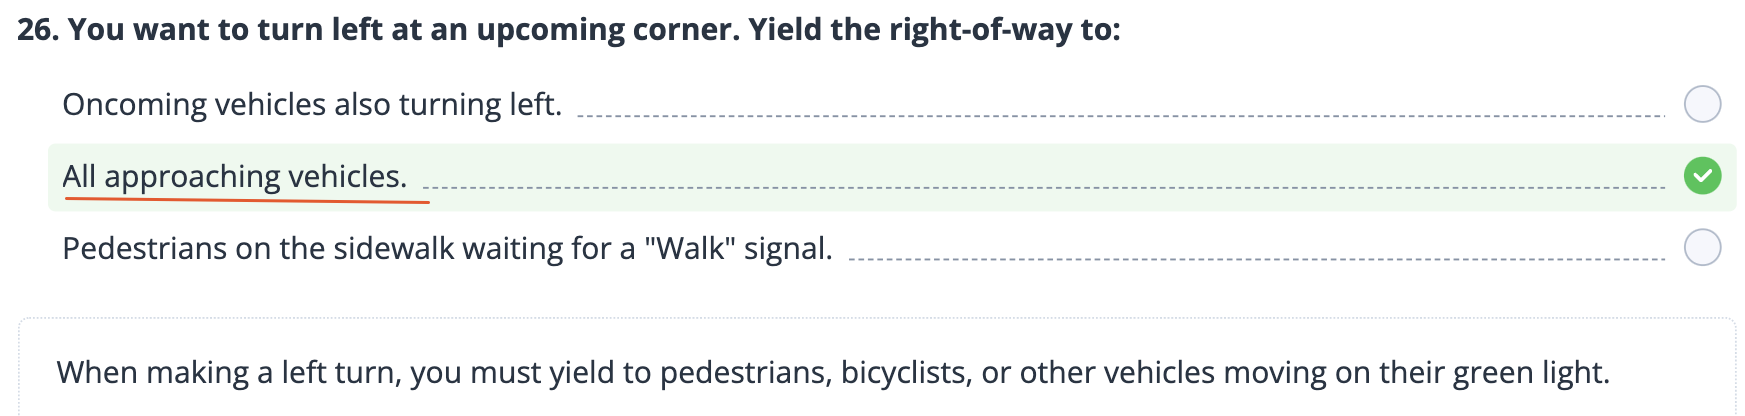 26. You want to turn left at an upcoming corner. Yield the right-of-way to:
Oncoming vehicles also turning left.
All approaching vehicles.
Pedestrians on the sidewalk waiting for a "Walk" signal.
When making a left turn, you must yield to pedestrians, bicyclists, or other vehicles moving on their green light.